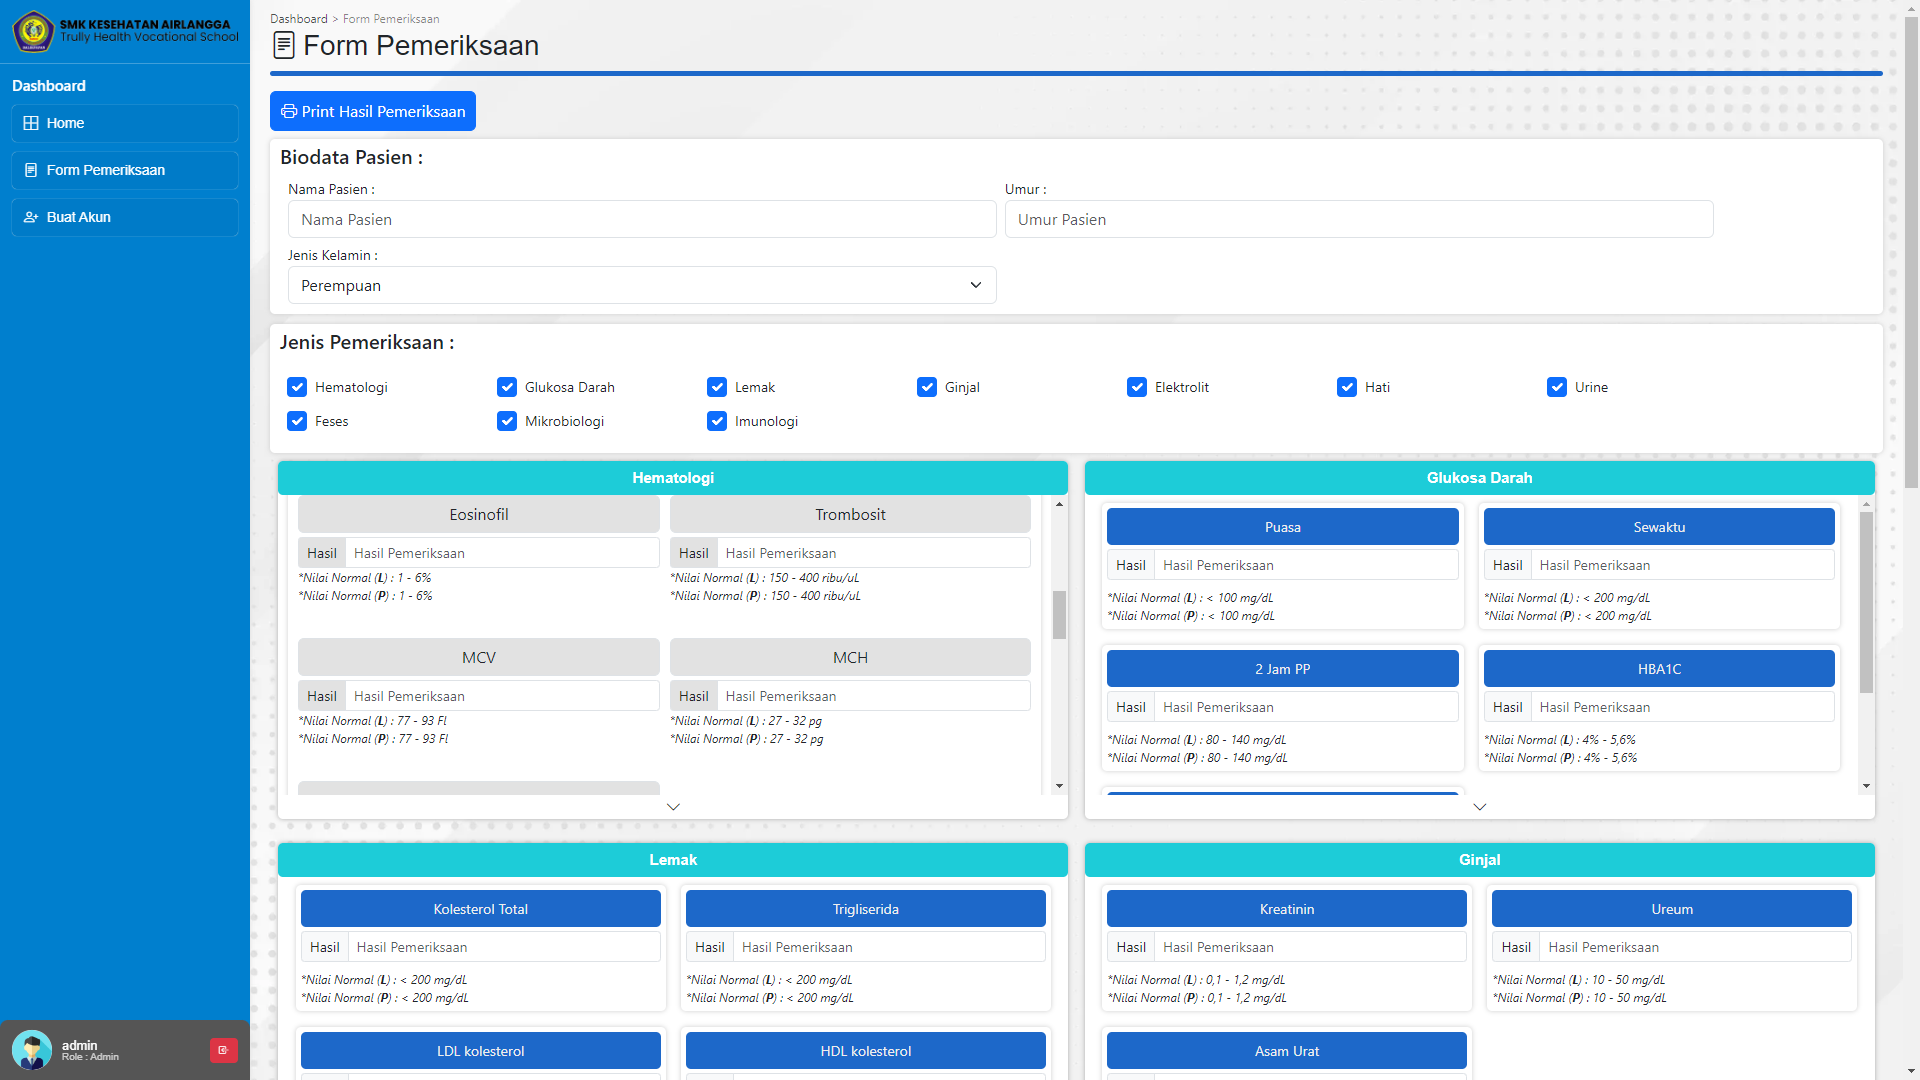 SMK KESEHATAN AIRLANGGA
Trully Health Vocational School
Dashboard
Home
Form Pemeriksaan
Buat Akun
admin
Role : Admin
Dashboard > Form Pemeriksaan
Form Pemeriksaan
Print Hasil Pemeriksaan
Biodata Pasien :
Nama Pasien :
Umur :
Nama Pasien
Umur Pasien
Jenis Kelamin :
Perempuan
Jenis Pemeriksaan :
Hematologi
Glukosa Darah
Lemak
Ginjal
Elektrolit
Hati
Urine
Feses
Mikrobiologi
Imunologi
Hematologi
Eosinofil
Hasil Hasil Pemeriksaan
*Nilai Normal (L) : 1 - 6%
*Nilai Normal (P) : 1 - 6%
Trombosit
Hasil Hasil Pemeriksaan
*Nilai Normal (L) : 150 - 400 ribu/uL
*Nilai Normal (P) : 150 - 400 ribu/uL
MCV
Hasil Hasil Pemeriksaan
*Nilai Normal (L) : 77 - 93 Fl
*Nilai Normal (P) : 77 - 93 Fl
MCH
Hasil Hasil Pemeriksaan
*Nilai Normal (L) : 27 - 32 pg
*Nilai Normal (P) : 27 - 32 pg
Glukosa Darah
Puasa
Hasil Hasil Pemeriksaan
*Nilai Normal (L) : < 100 mg/dL
*Nilai Normal (P) : < 100 mg/dL
Sewaktu
Hasil Hasil Pemeriksaan
*Nilai Normal (L) : < 200 mg/dL
*Nilai Normal (P) : < 200 mg/dL
2 Jam PP
Hasil Hasil Pemeriksaan
*Nilai Normal (L) : 80 - 140 mg/dL
*Nilai Normal (P) : 80 - 140 mg/dL
HBA1C
Hasil Hasil Pemeriksaan
*Nilai Normal (L) : 4% - 5,6%
*Nilai Normal (P) : 4% - 5,6%
Lemak
Kolesterol Total
Hasil Hasil Pemeriksaan
*Nilai Normal (L) : < 200 mg/dL
*Nilai Normal (P) : < 200 mg/dL
Trigliserida
Hasil Hasil Pemeriksaan
*Nilai Normal (L) : < 200 mg/dL
*Nilai Normal (P) : < 200 mg/dL
LDL kolesterol
HDL kolesterol
Ginjal
Kreatinin
Hasil Hasil Pemeriksaan
*Nilai Normal (L) : 0,1 - 1,2 mg/dL
*Nilai Normal (P) : 0,1 - 1,2 mg/dL
Ureum
Hasil Hasil Pemeriksaan
*Nilai Normal (L) : 10 - 50 mg/dL
*Nilai Normal (P) : 10 - 50 mg/dL
Asam Urat